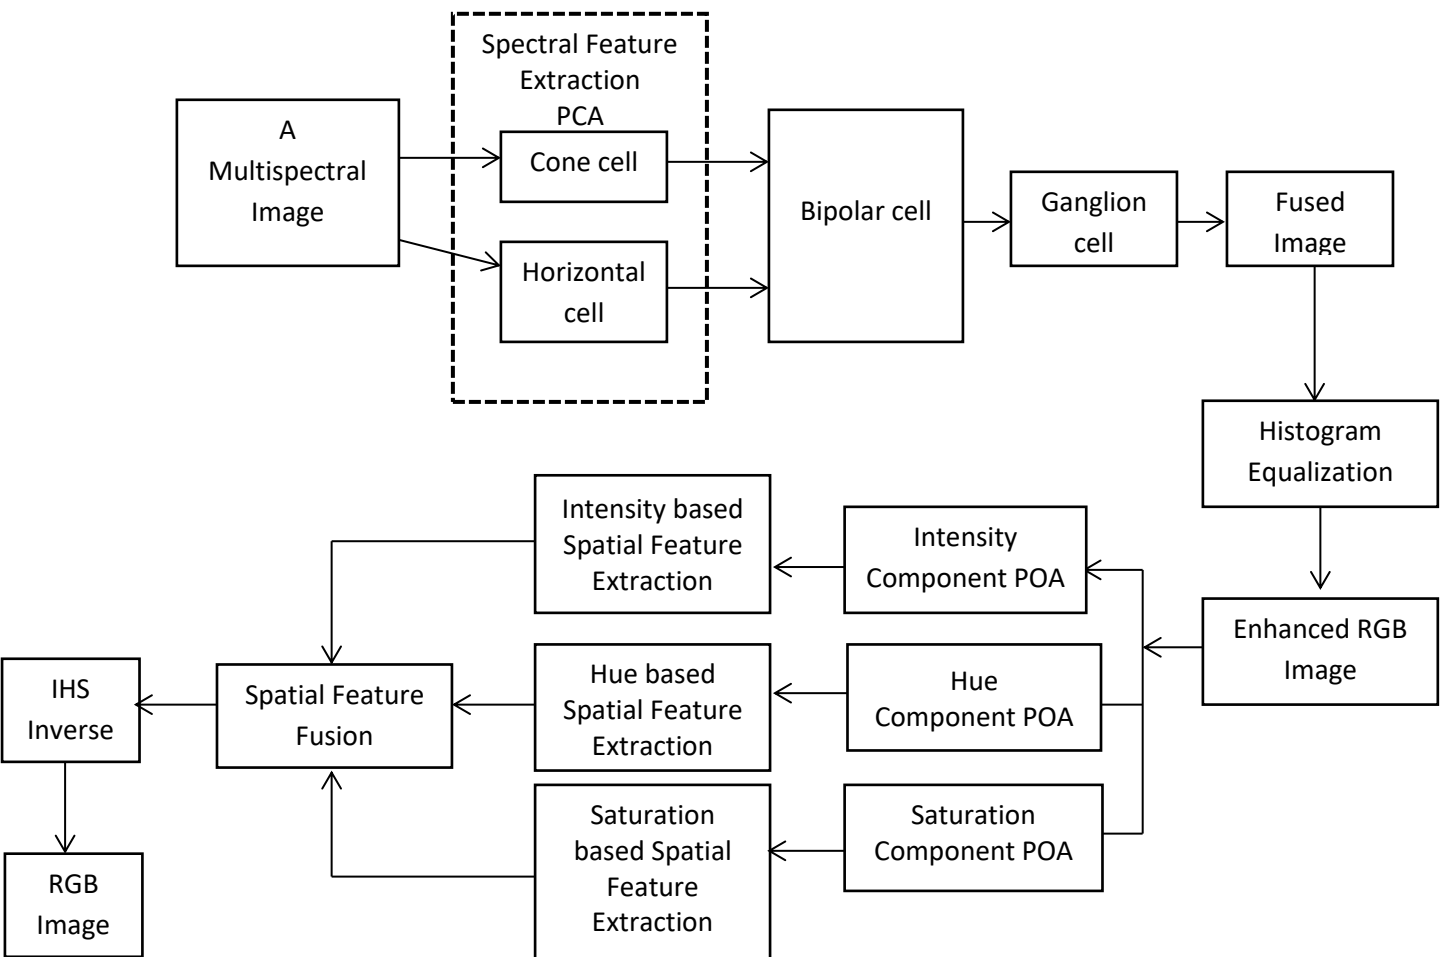 Spectral Feature
Extraction
PCA
A
Multispectral
Image
Cone cell
Horizontal
cell
Bipolar cell
Ganglion
cell
Fused
Image
Histogram
Equalization
Enhanced RGB
Image
Intensity
Component POA
Hue
Component POA
Saturation
Component POA
Intensity based
Spatial Feature
Extraction
Hue based
Spatial Feature
Extraction
Saturation
based Spatial
Feature
Extraction
Spatial Feature
Fusion
IHS
Inverse
RGB
Image